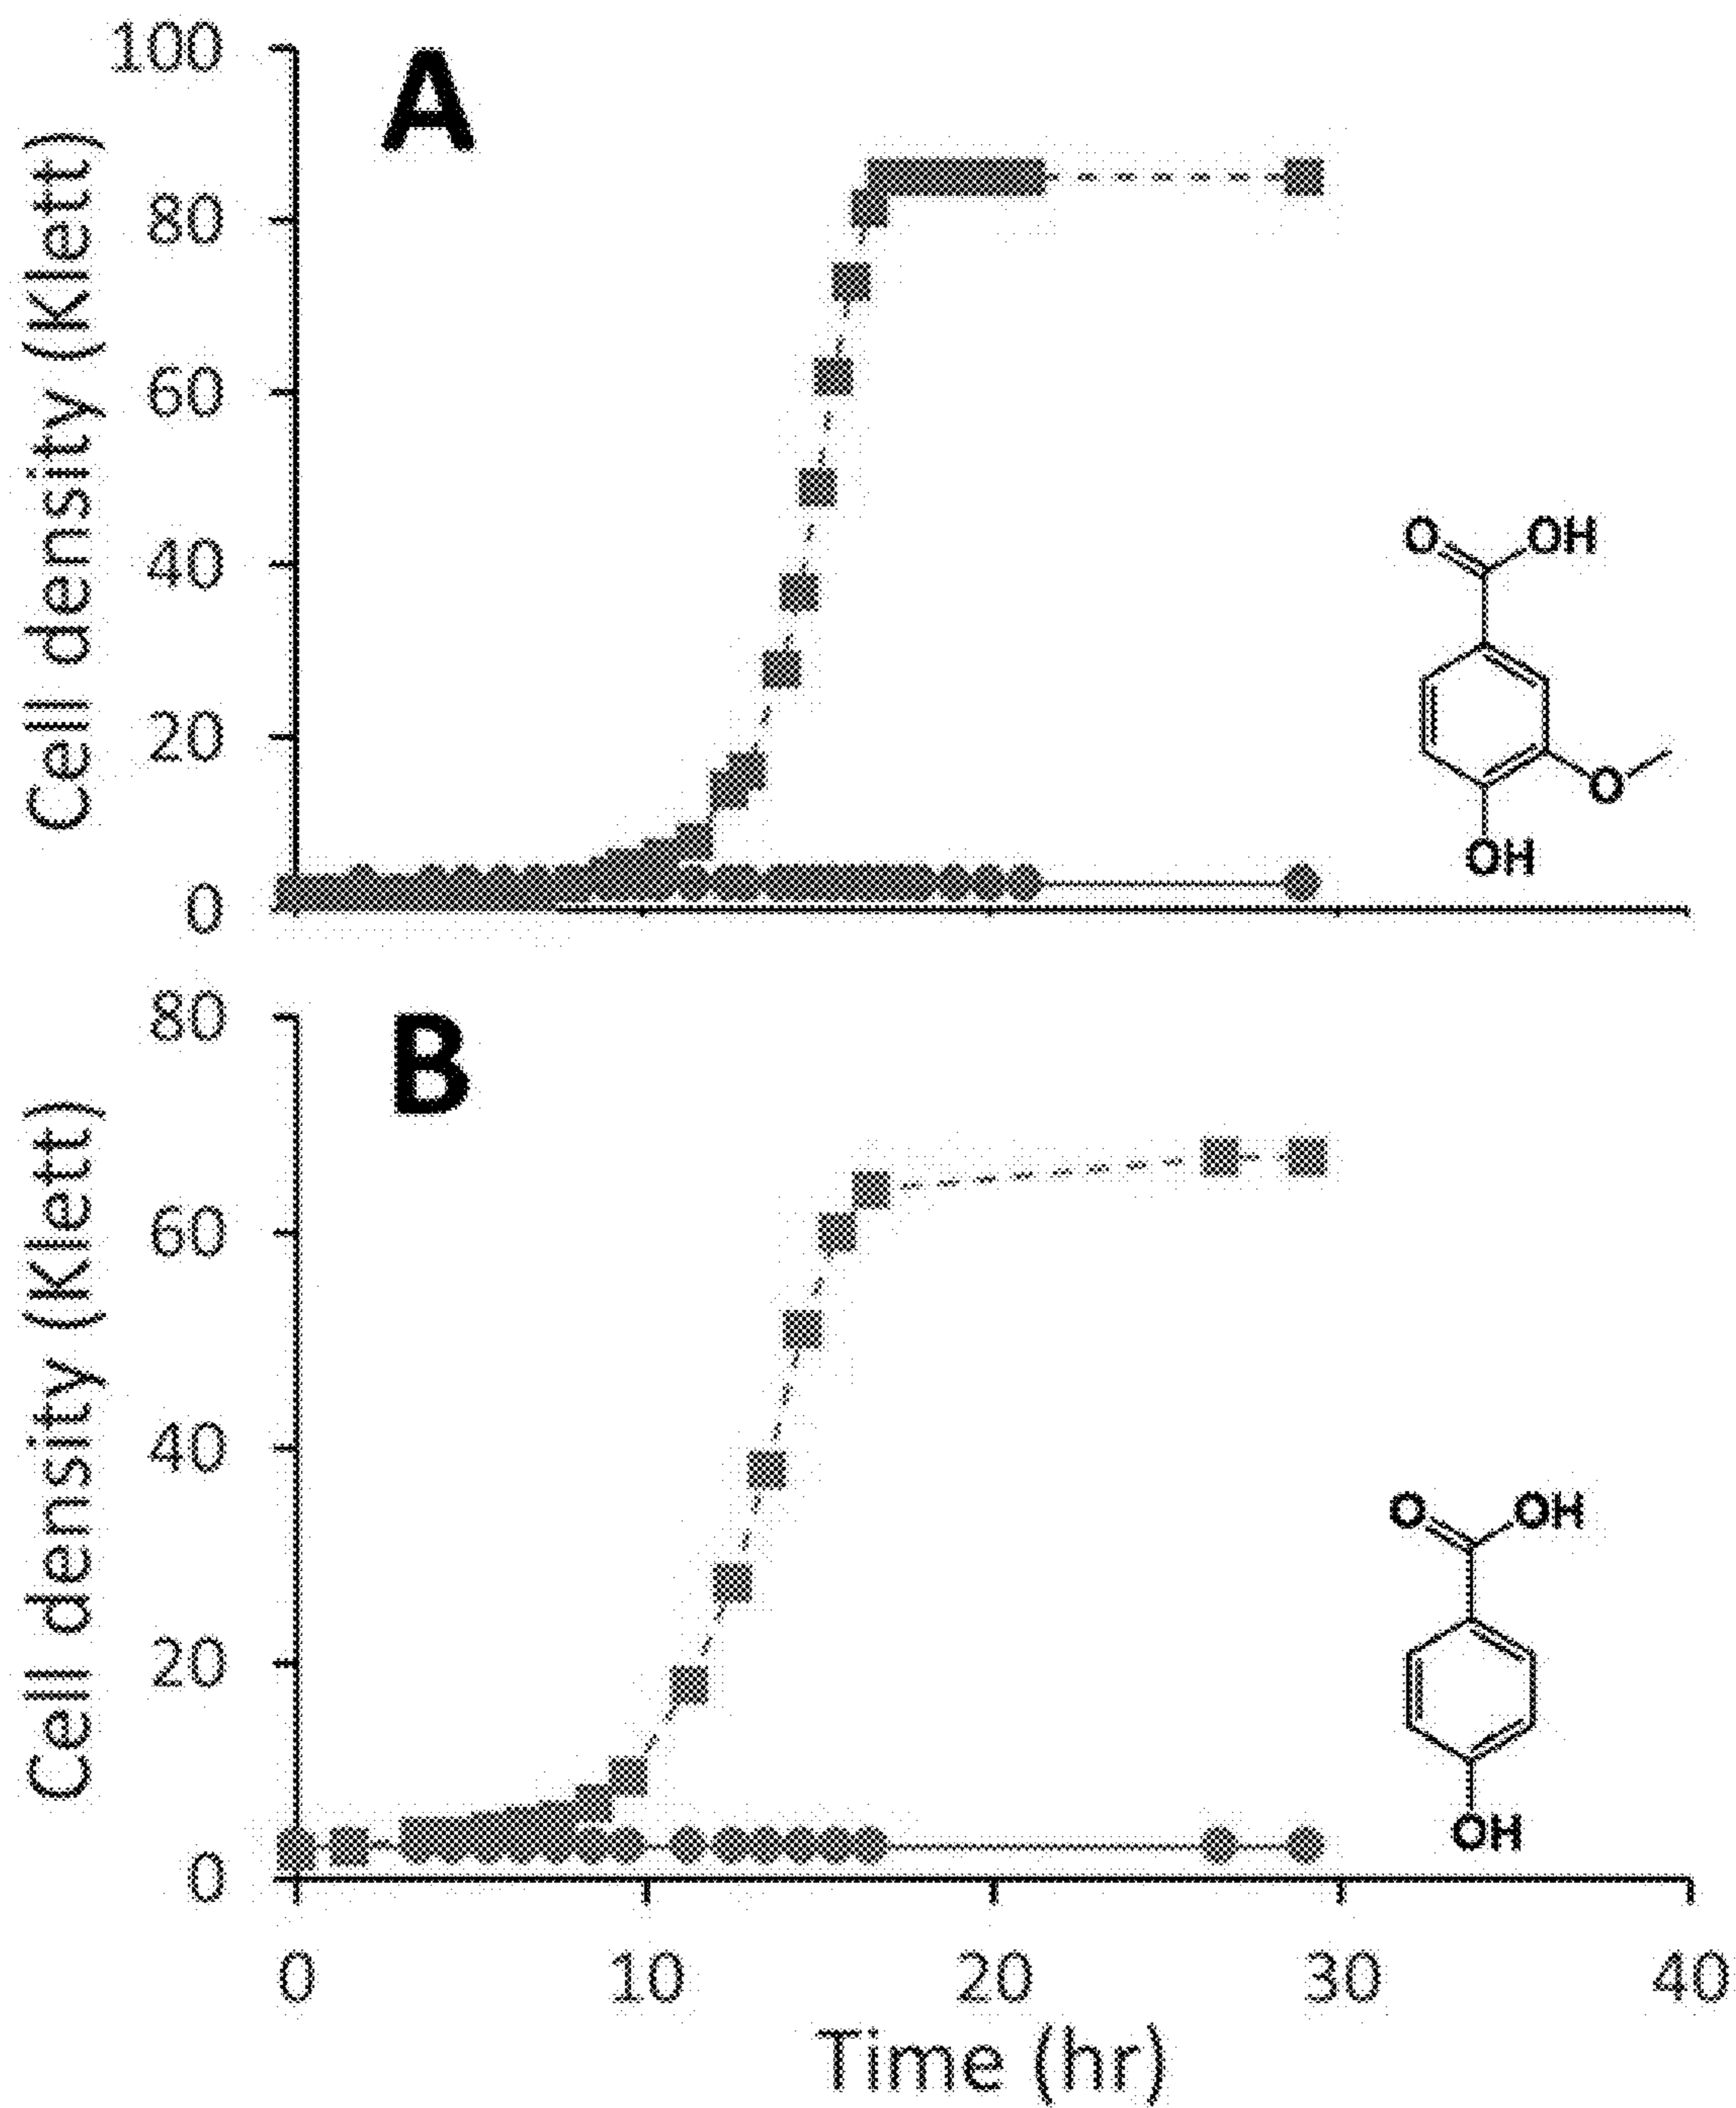 A
100
80
60
40
20
0
Cell density (Klett)
O OH
O
OH
B
80
60
40
20
0
Cell density (Klett)
O OH
OH
0 10 20 30 40
Time (hr)